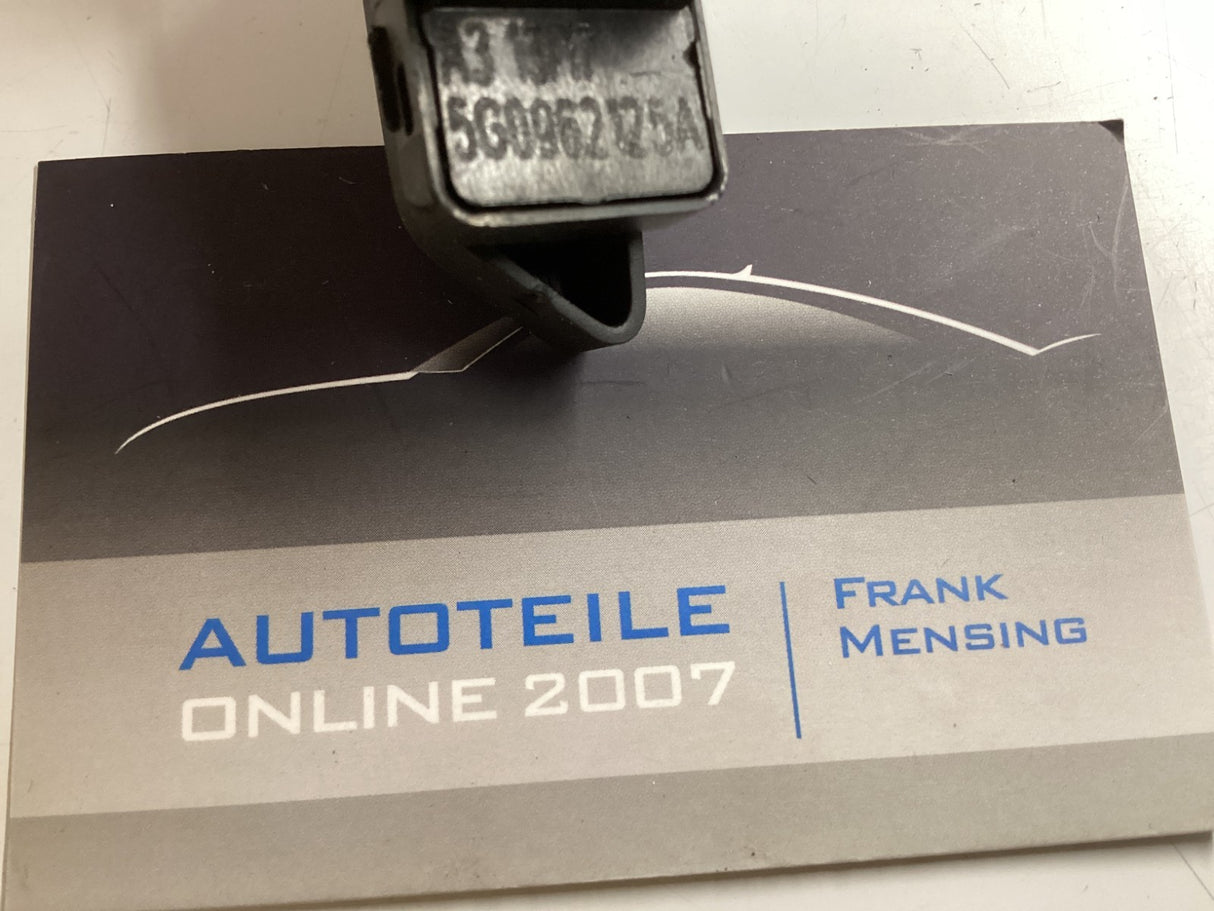 5G0962125A
AUTOTEILE
ONLINE 2007
FRANK
MENSING